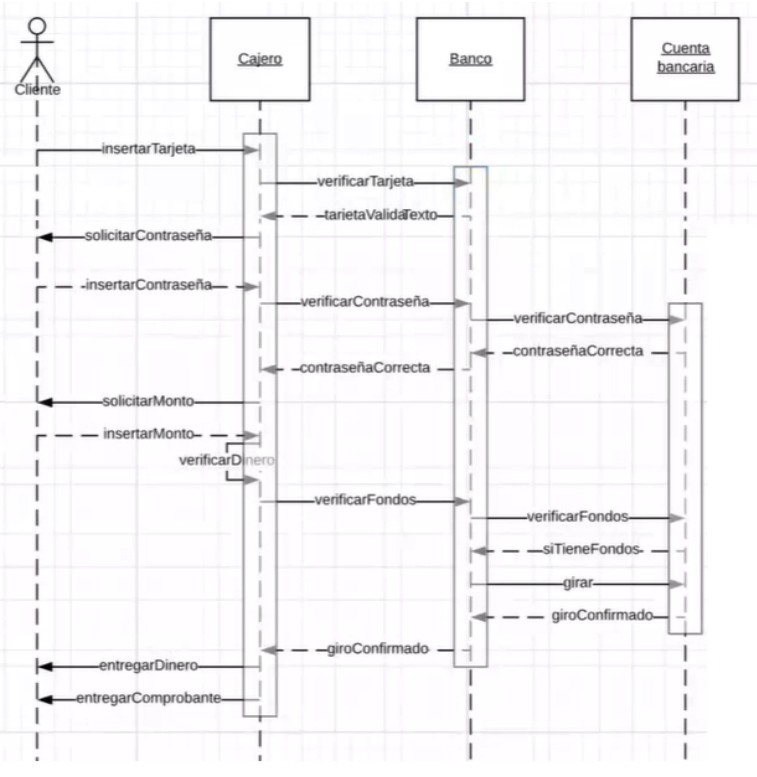 Cliente
Cajero
Banco
Cuenta
bancaria
insertarTarjeta
verificarTarjeta
tarjetaValidaTexto
solicitarContraseña
insertarContraseña
verificarContraseña
verificarContraseña
contraseñaCorrecta
contraseñaCorrecta
solicitarMonto
insertarMonto
verificarDinero
verificarFondos
verificarFondos
siTieneFondos
girar
giroConfirmado
giroConfirmado
entregarDinero
entregarComprobante